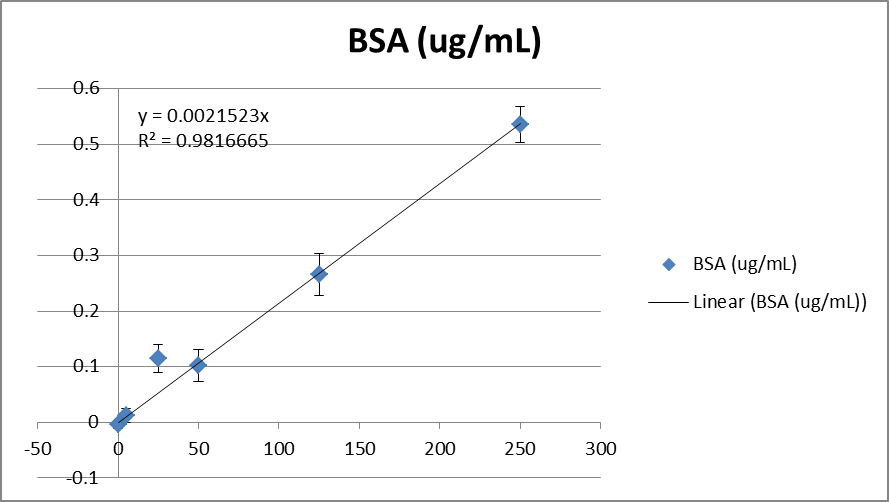 BSA (ug/mL)
0.6
y = 0.0021523x
R² = 0.9816665
0.5
0.4
0.3
0.2
0.1
0
-0.1
-50 0 50 100 150 200 250 300
BSA (ug/mL)
Linear (BSA (ug/mL))